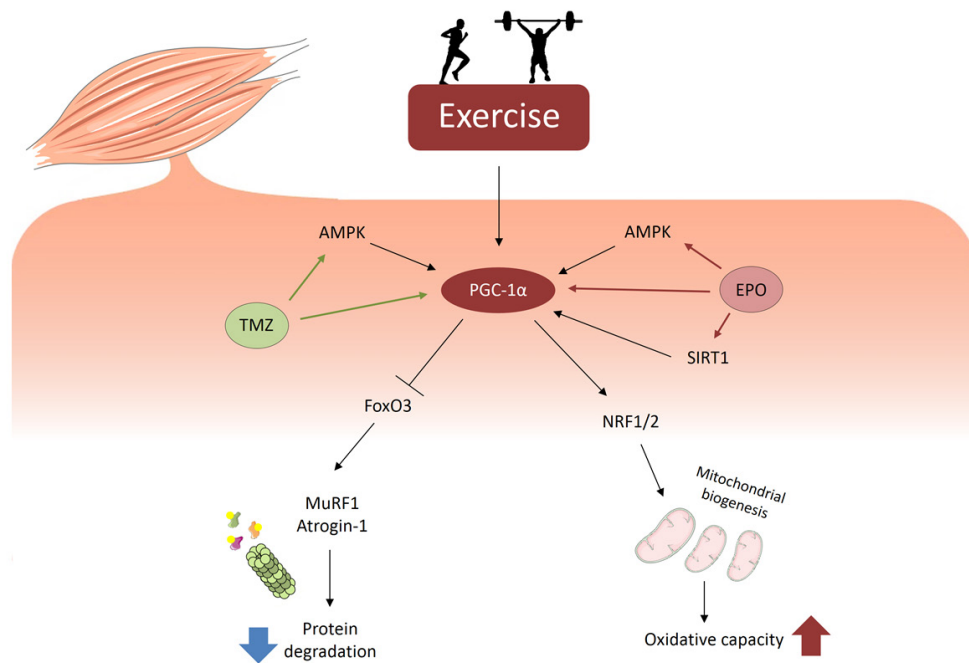 Exercise
AMPK
AMPK
PGC-1α
EPO
TMZ
SIRT1
FoxO3
NRF1/2
Mitochondrial
biogenesis
MuRF1
Atrogin-1
Protein
degradation
Oxidative capacity